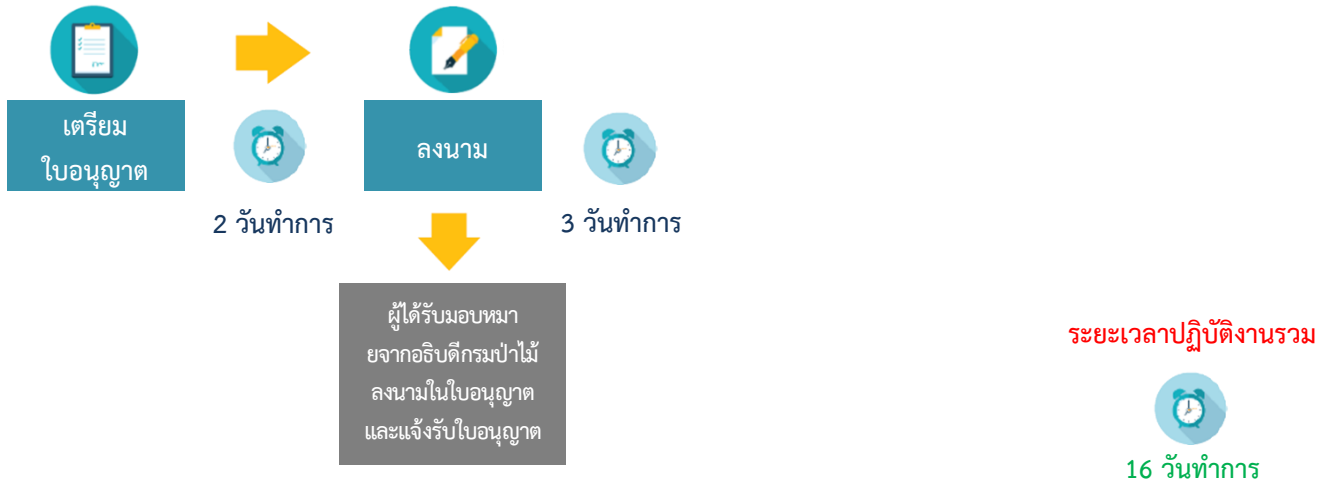 เตรียม
ใบอนุญาต
2 วันทำการ
ลงนาม
3 วันทำการ
ผู้ได้รับมอบหมา
ยจากอธิบดีกรมป่าไม้
ลงนามในใบอนุญาต
และแจ้งรับใบอนุญาต
ระยะเวลาปฏิบัติงานรวม
16 วันทำการ